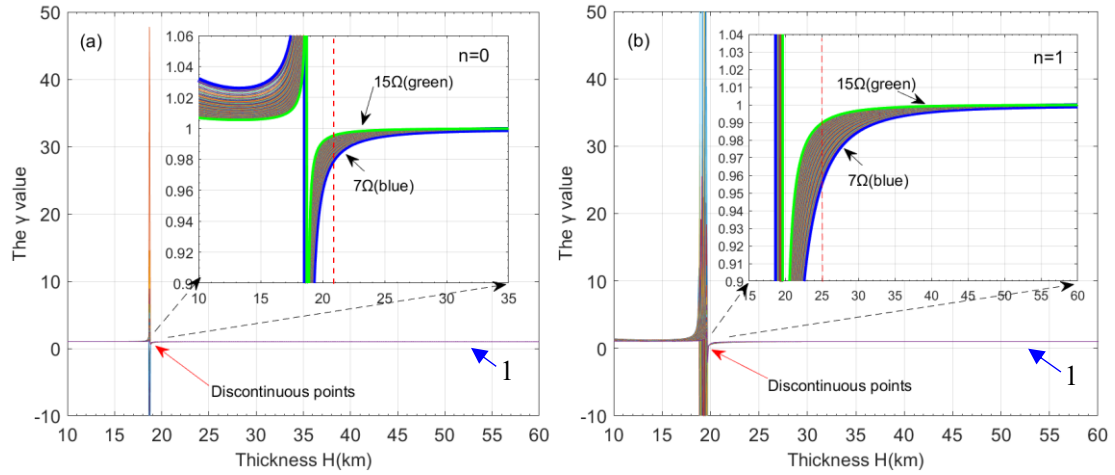 (a)
n=0
15Ω(green)
7Ω(blue)
1.06
1.04
1.02
1
0.98
0.96
0.94
0.92
0.9
10 15 20 25 30 35
50
40
30
20
10
0
-10
The γ value
Discontinuous points
1
10 15 20 25 30 35 40 45 50 55 60
Thickness H(km)
(b)
n=1
15Ω(green)
7Ω(blue)
1.04
1.03
1.02
1.01
1
0.99
0.98
0.97
0.96
0.95
0.94
0.93
0.92
0.91
0.9
15 20 25 30 35 40 45 50 55 60
50
40
30
20
10
0
-10
The γ value
Discontinuous points
1
10 15 20 25 30 35 40 45 50 55 60
Thickness H(km)